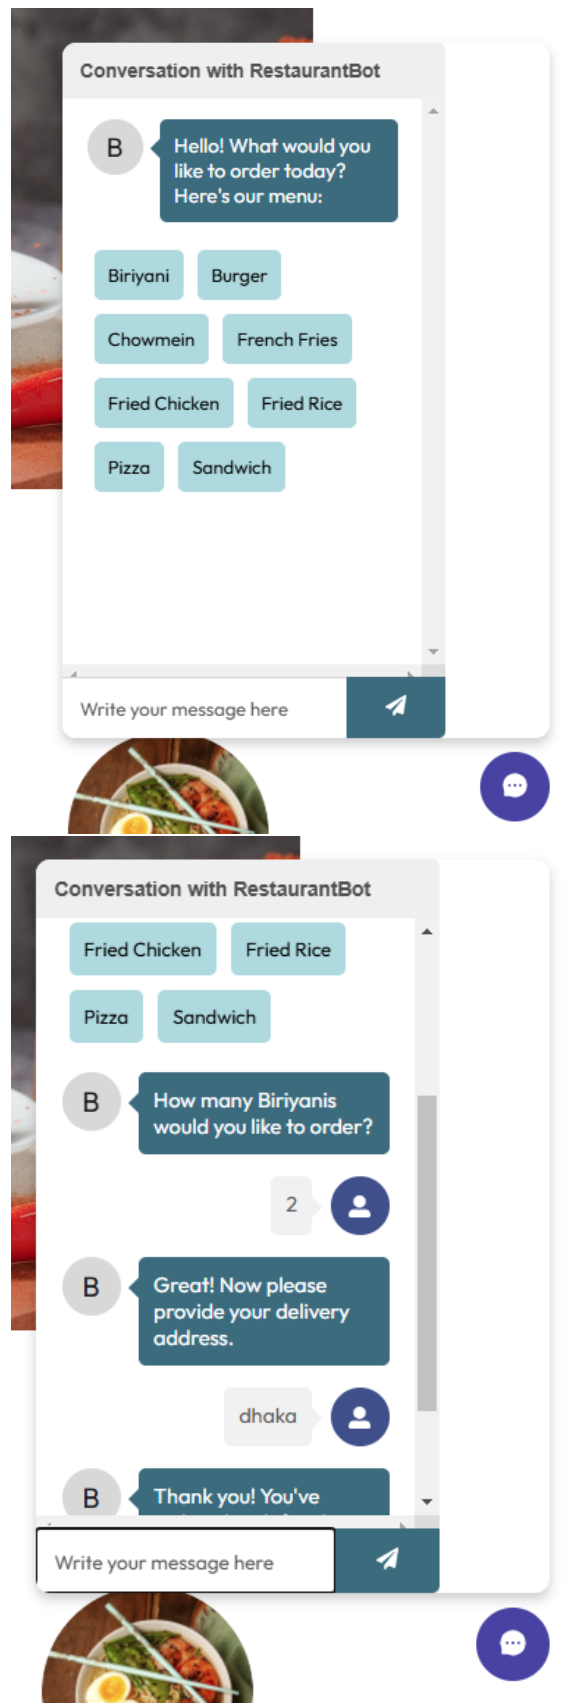 Conversation with RestaurantBot
B
Hello! What would you
like to order today?
Here's our menu:
Biriyani
Burger
Chowmein
French Fries
Fried Chicken
Fried Rice
Pizza
Sandwich
Write your message here
Conversation with RestaurantBot
Fried Chicken
Fried Rice
Pizza
Sandwich
B
How many Biriyanis
would you like to order?
2
B
Great! Now please
provide your delivery
address.
dhaka
B
Thank you! You've
Write your message here